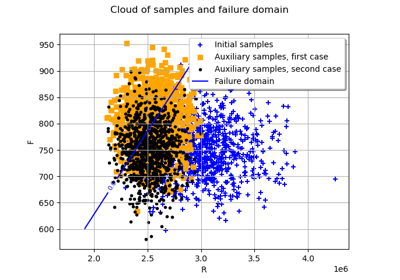 Cloud of samples and failure domain
Initial samples
Auxiliary samples, first case
Auxiliary samples, second case
Failure domain
950
900
850
800
750
700
650
600
F
2.0
2.5
3.0
3.5
4.0
R
1e6